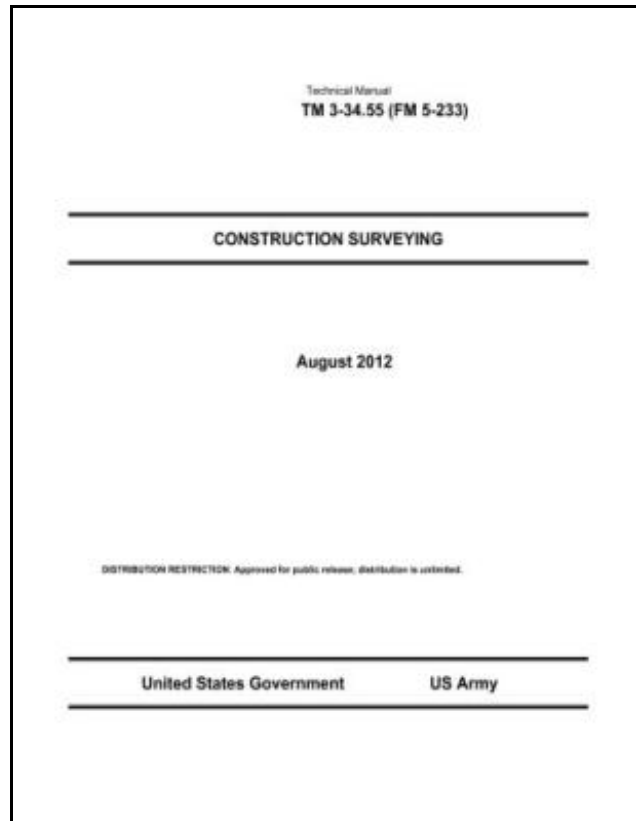 Technical Manual
TM 3-34.55 (FM 5-233)
CONSTRUCTION SURVEYING
August 2012
DISTRIBUTION RESTRICTION: Approved for public release; distribution is unlimited.
United States Government US Army